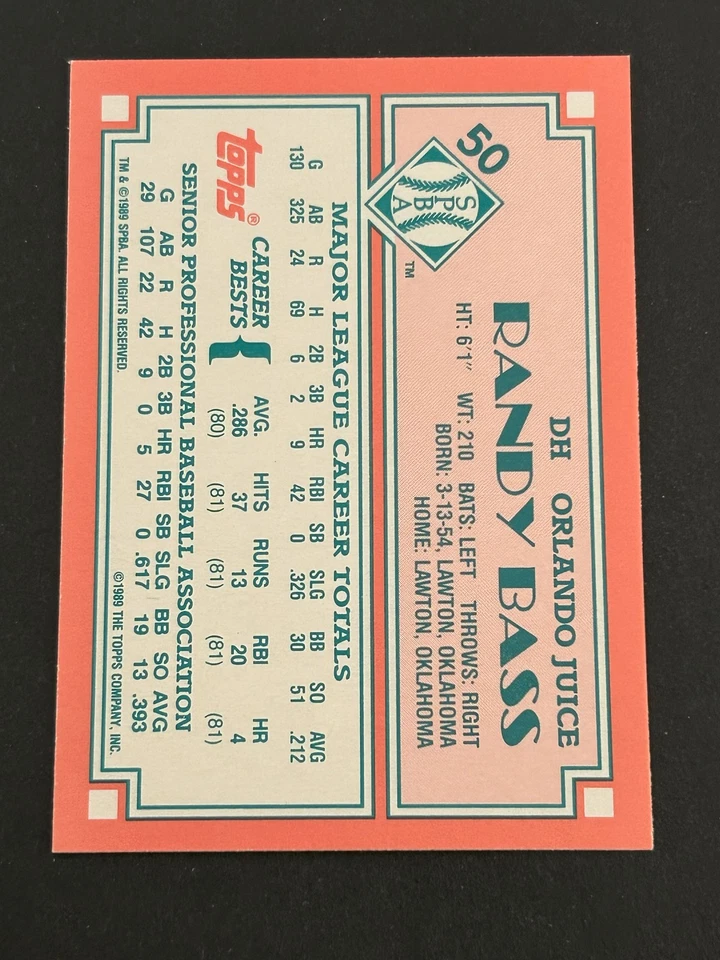 50
SPBA
TM
DH ORLANDO JUICE
RANDY BASS
HT: 6'1" WT: 210 BATS: LEFT THROWS: RIGHT
BORN: 3-13-54, LAWTON, OKLAHOMA
HOME: LAWTON, OKLAHOMA
MAJOR LEAGUE CAREER TOTALS
G AB R H 2B 3B HR RBI SB SLG BB SO AVG
130 325 24 69 6 2 9 42 0 .326 30 51 .212
topps®
CAREER BESTS {
AVG. HITS RUNS RBI HR
.286 37 13 20 4
(80) (81) (81) (81) (81)
SENIOR PROFESSIONAL BASEBALL ASSOCIATION
G AB R H 2B 3B HR RBI SB SLG BB SO AVG
29 107 22 42 9 0 5 27 0 .617 19 13 .393
TM & ©1989 SPBA. ALL RIGHTS RESERVED. ©1989 THE TOPPS COMPANY, INC.